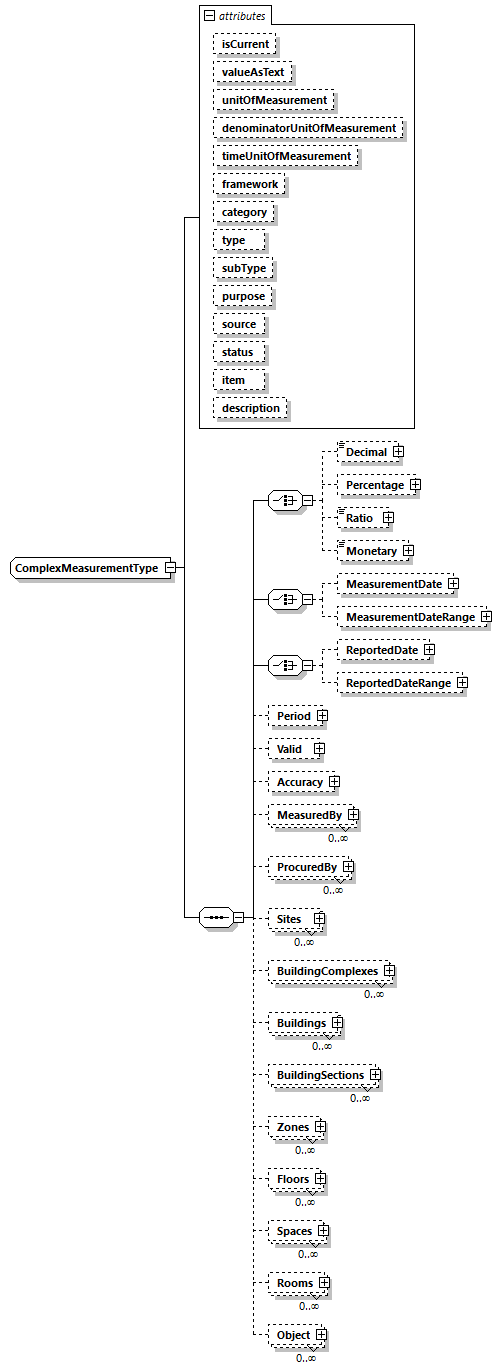 attributes
isCurrent
valueAsText
unitOfMeasurement
denominatorUnitOfMeasurement
timeUnitOfMeasurement
framework
category
type
subType
purpose
source
status
item
description
ComplexMeasurementType
Decimal
Percentage
Ratio
Monetary
MeasurementDate
MeasurementDateRange
ReportedDate
ReportedDateRange
Period
Valid
Accuracy
MeasuredBy
0..∞
ProcuredBy
0..∞
Sites
0..∞
BuildingComplexes
0..∞
Buildings
0..∞
BuildingSections
0..∞
Zones
0..∞
Floors
0..∞
Spaces
0..∞
Rooms
0..∞
Object
0..∞